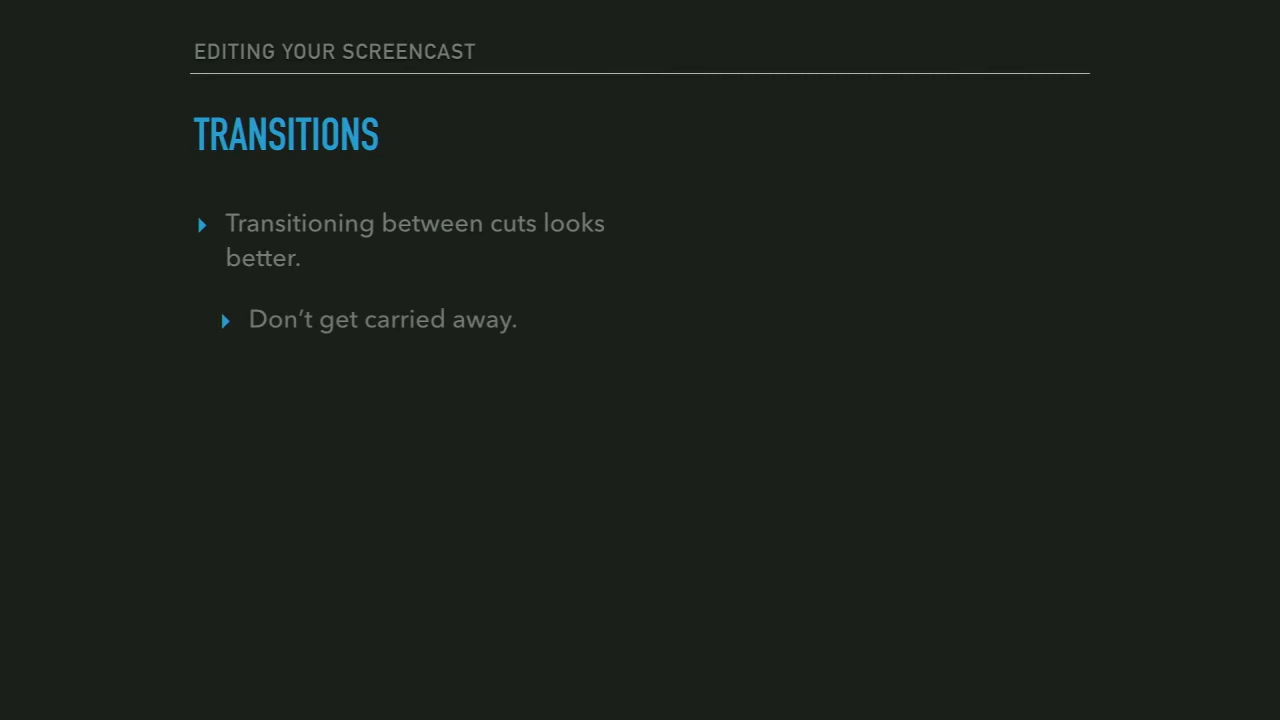 EDITING YOUR SCREENCAST
TRANSITIONS
Transitioning between cuts looks
better.
Don’t get carried away.